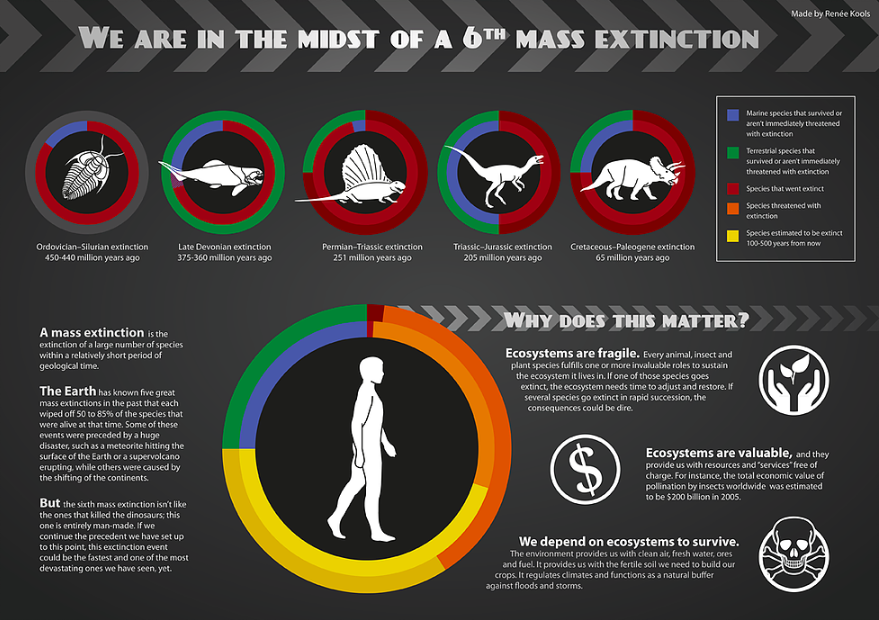 Made by Renée Kools
WE ARE IN THE MIDST OF A 6TH MASS EXTINCTION
Ordovician–Silurian extinction
450-440 million years ago
Late Devonian extinction
375-360 million years ago
Permian–Triassic extinction
251 million years ago
Triassic–Jurassic extinction
205 million years ago
Cretaceous–Paleogene extinction
65 million years ago
Marine species that survived or
aren't immediately threatened
with extinction
Terrestrial species that
survived or aren't immediately
threatened with extinction
Species that went extinct
Species threatened with
extinction
Species estimated to be extinct
100-500 years from now
A mass extinction is the
extinction of a large number of species
within a relatively short period of
geological time.
The Earth has known five great
mass extinctions in the past that each
wiped off 50 to 85% of the species that
were alive at that time. Some of these
events were preceded by a huge
disaster, such as a meteorite hitting the
surface of the Earth or a supervolcano
erupting, while others were caused by
the shifting of the continents.
But the sixth mass extinction isn't like
the ones that killed the dinosaurs; this
one is entirely man-made. If we
continue the precedent we have set up
to this point, this exctinction event
could be the fastest and one of the most
devastating ones we have seen, yet.
WHY DOES THIS MATTER?
Ecosystems are fragile. Every animal, insect and
plant species fulfills one or more invaluable roles to sustain
the ecosystem it lives in. If one of those species goes
extinct, the ecosystem needs time to adjust and restore. If
several species go extinct in rapid succession, the
consequences could be dire.
$
Ecosystems are valuable, and they
provide us with resources and "services" free of
charge. For instance, the total economic value of
pollination by insects worldwide was estimated
to be $200 billion in 2005.
We depend on ecosystems to survive.
The environment provides us with clean air, fresh water, ores
and fuel. It provides us with the fertile soil we need to build our
crops. It regulates climates and functions as a natural buffer
against floods and storms.